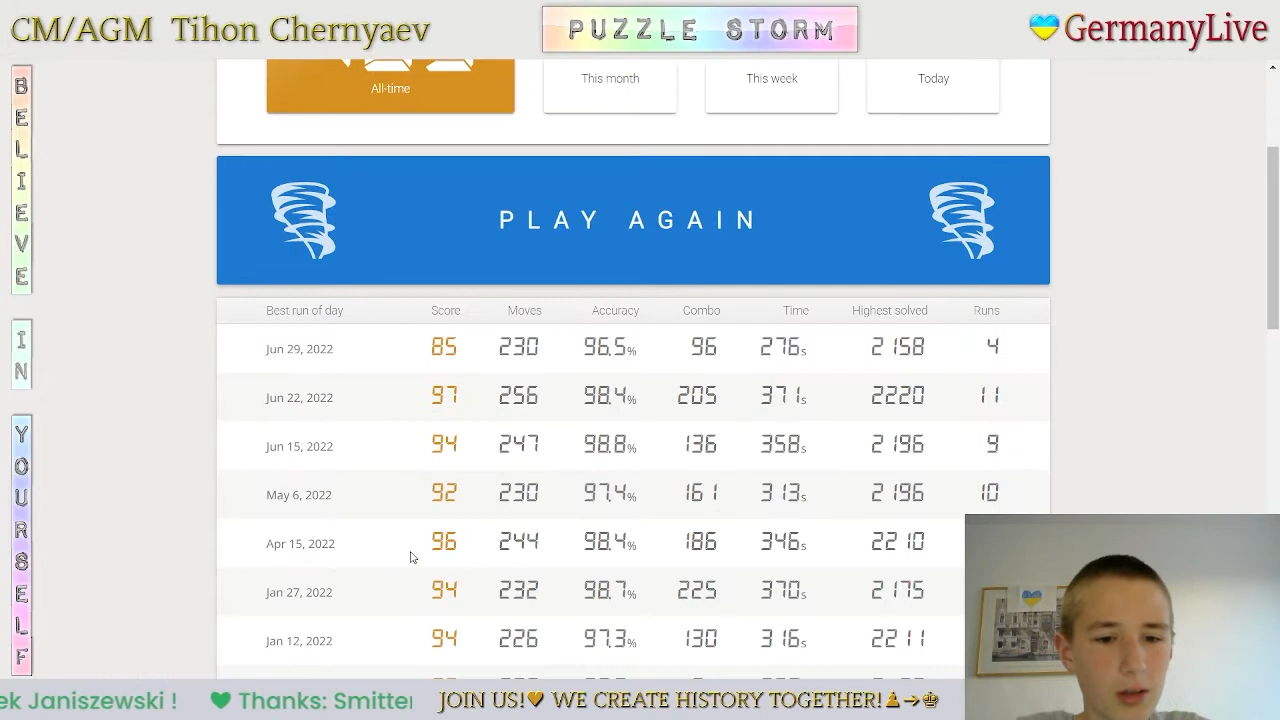 CM/AGM Tihon Chernyaev
PUZZLE STORM
GermanyLive
BELIEVE
IN
YOURSELF
All-time
This month
This week
Today
PLAY AGAIN
Best run of day Score Moves Accuracy Combo Time Highest solved Runs
Jun 29, 2022 85 230 96.5% 96 276s 2158 4
Jun 22, 2022 97 256 98.4% 205 371s 2220 11
Jun 15, 2022 94 247 98.8% 136 358s 2196 9
May 6, 2022 92 230 97.4% 161 313s 2196 10
Apr 15, 2022 96 244 98.4% 186 346s 2210
Jan 27, 2022 94 232 98.7% 225 370s 2175
Jan 12, 2022 94 226 97.3% 130 316s 2211
ek Janiszewski ! Thanks: Smitter
JOIN US! WE CREATE HISTORY TOGETHER!